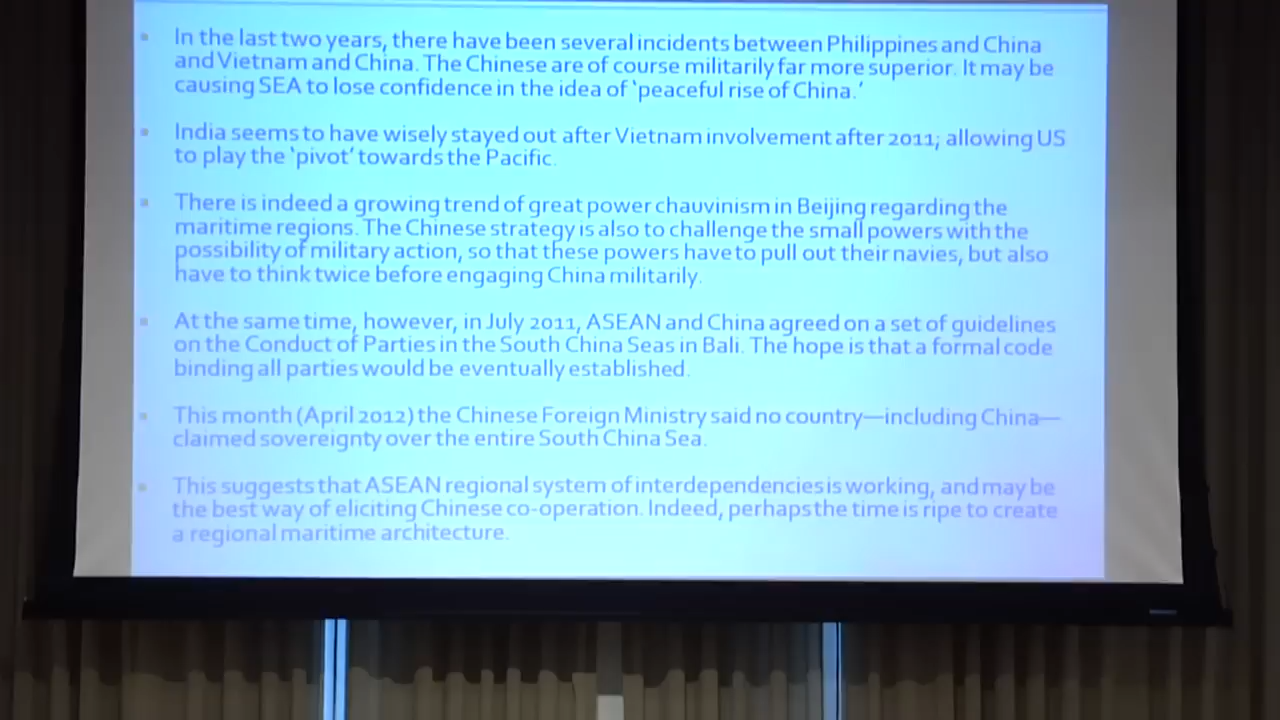 In the last two years, there have been several incidents between Philippines and China
and Vietnam and China. The Chinese are of course militarily far more superior. It may be
causing SEA to lose confidence in the idea of ‘peaceful rise of China.’
India seems to have wisely stayed out after Vietnam involvement after 2011; allowing US
to play the ‘pivot’ towards the Pacific.
There is indeed a growing trend of great power chauvinism in Beijing regarding the
maritime regions. The Chinese strategy is also to challenge the small powers with the
possibility of military action, so that these powers have to pull out their navies, but also
have to think twice before engaging China militarily.
At the same time, however, in July 2011, ASEAN and China agreed on a set of guidelines
on the Conduct of Parties in the South China Seas in Bali. The hope is that a formal code
binding all parties would be eventually established.
This month (April 2012) the Chinese Foreign Ministry said no country—including China—
claimed sovereignty over the entire South China Sea.
This suggests that ASEAN regional system of interdependencies is working, and may be
the best way of eliciting Chinese co-operation. Indeed, perhaps the time is ripe to create
a regional maritime architecture.